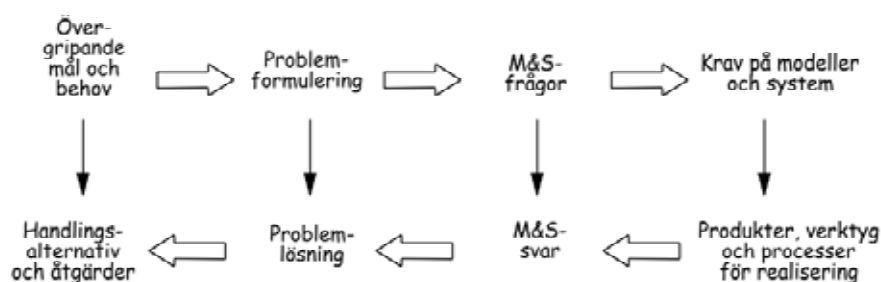 Över-
gripande
mål och
behov
Problem-
formulering
M&S-
frågor
Krav på modeller
och system
Handlings-
alternativ
och åtgärder
Problem-
lösning
M&S-
svar
Produkter, verktyg
och processer
för realisering